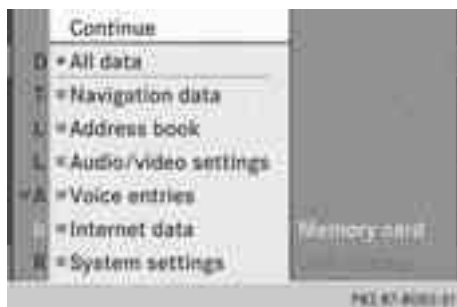 Continue
All data
Navigation data
Address book
Audio/video settings
Voice entries
Internet data
Memory card
System settings